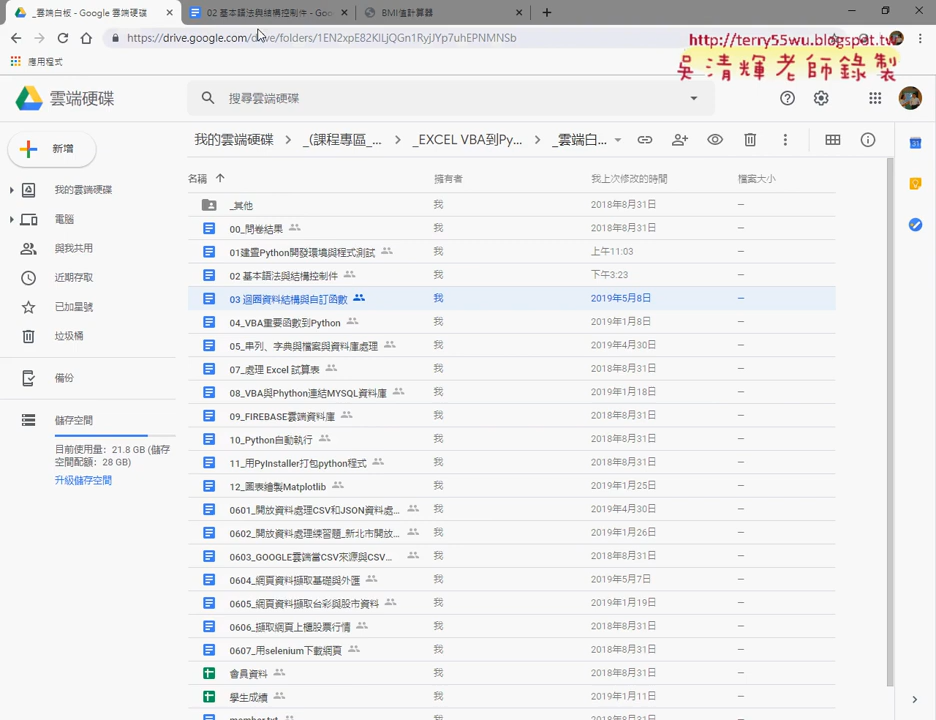 _雲端白板 - Google 雲端硬碟
02 基本語法與結構控制件 - Goo
BMI值計算器
https://drive.google.com/drive/folders/1EN2xpE82KlLjQGn1RyjJYp7uhEPNMNSb
http://terry55wu.blogspot.tw
吳清輝老師錄製
應用程式
雲端硬碟
搜尋雲端硬碟
新增
我的雲端硬碟
電腦
與我共用
近期存取
已加星號
垃圾桶
備份
儲存空間
目前使用量：21.8 GB (儲存
空間配額：28 GB)
升級儲存空間
我的雲端硬碟 > _(課程專區_... > _EXCEL VBA到Py... > _雲端白...
名稱 擁有者 我上次修改的時間 檔案大小
_其他 我 2018年8月31日 –
00_問卷結果 我 2018年8月31日 –
01建置Python開發環境與程式測試 我 上午11:03 –
02 基本語法與結構控制件 我 下午3:23 –
03 迴圈資料結構與自訂函數 我 2019年5月8日 –
04_VBA重要函數到Python 我 2019年1月8日 –
05_串列、字典與檔案與資料庫處理 我 2019年4月30日 –
07_處理 Excel 試算表 我 2018年8月31日 –
08_VBA與Phython連結MYSQL資料庫 我 2019年1月18日 –
09_FIREBASE雲端資料庫 我 2018年8月31日 –
10_Python自動執行 我 2018年8月31日 –
11_用PyInstaller打包python程式 我 2018年8月31日 –
12_圖表繪製Matplotlib 我 2019年1月25日 –
0601_開放資料處理CSV和JSON資料處... 我 2019年4月30日 –
0602_開放資料處理練習題_新北市開放... 我 2019年1月26日 –
0603_GOOGLE雲端當CSV來源與CSV... 我 2018年8月31日 –
0604_網頁資料擷取基礎與外匯 我 2019年5月7日 –
0605_網頁資料擷取台彩與股市資料 我 2019年1月19日 –
0606_擷取網頁上櫃股票行情 我 2018年8月31日 –
0607_用selenium下載網頁 我 2018年8月31日 –
會員資料 我 2018年8月31日 –
學生成績 我 2019年1月11日 –
member.txt 我 2018年8月31日